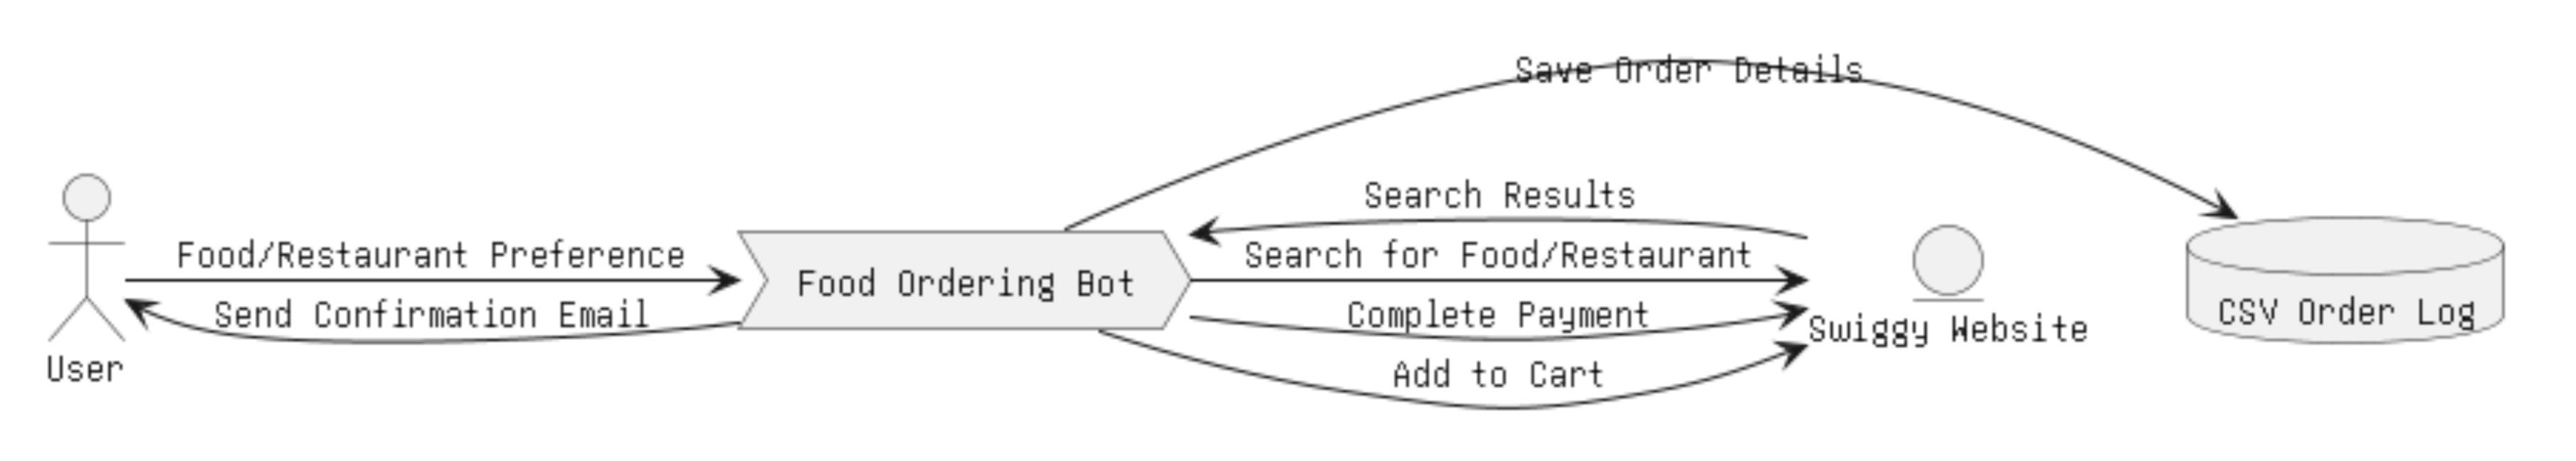 Save Order Details
Search Results
Food/Restaurant Preference
Search for Food/Restaurant
Food Ordering Bot
Send Confirmation Email
Complete Payment
Swiggy Website
CSV Order Log
User
Add to Cart